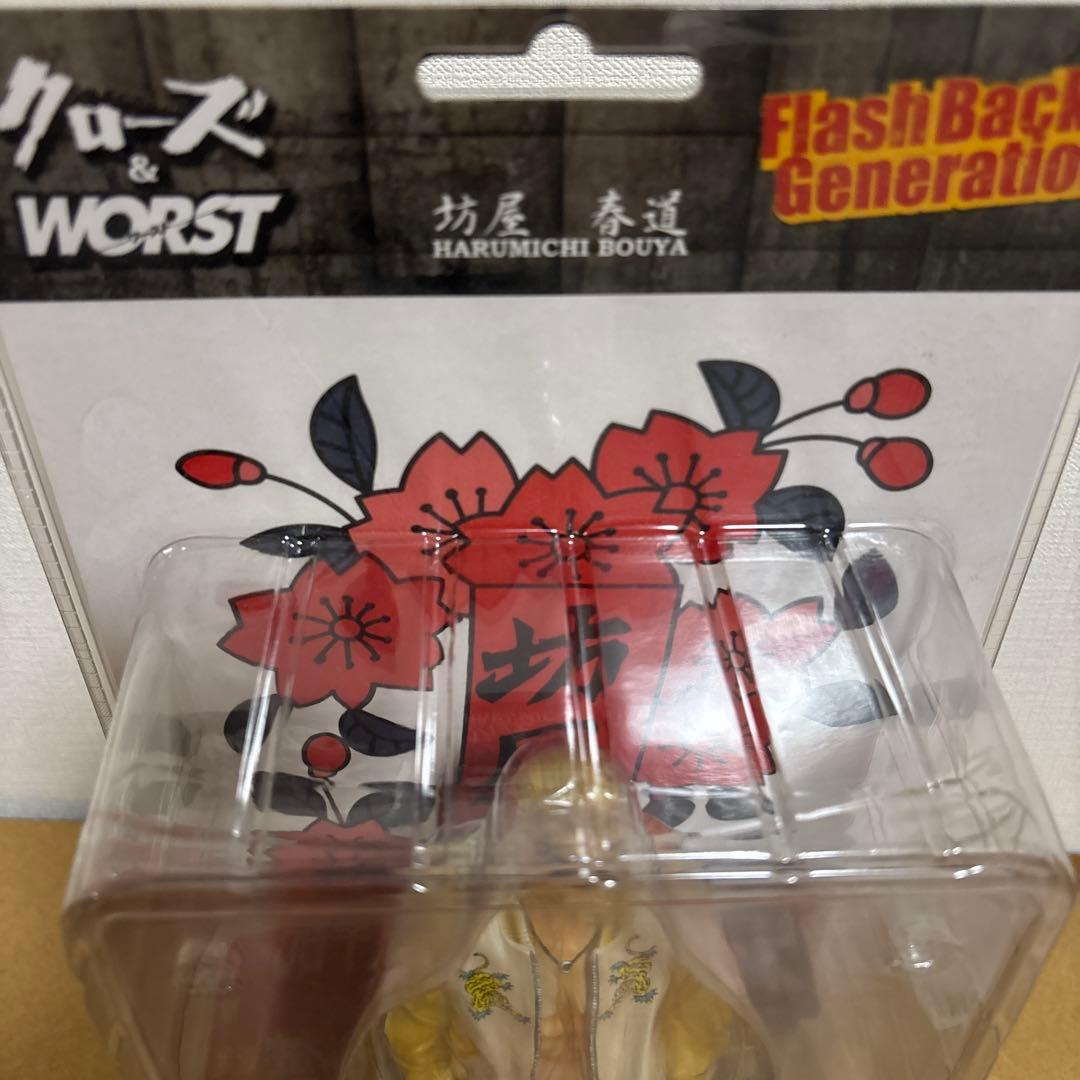 クローズ
&
WORST
坊屋 春道
HARUMICHI BOUYA
FlashBack
Generatio
坊